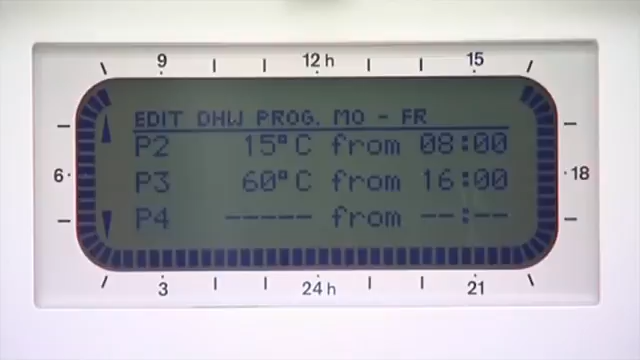 9 12 h 15
EDIT DHW PROG. MO - FR
P2 15°C from 08:00
6 P3 60°C from 16:00 18
P4 ----- from --:--
3 24 h 21